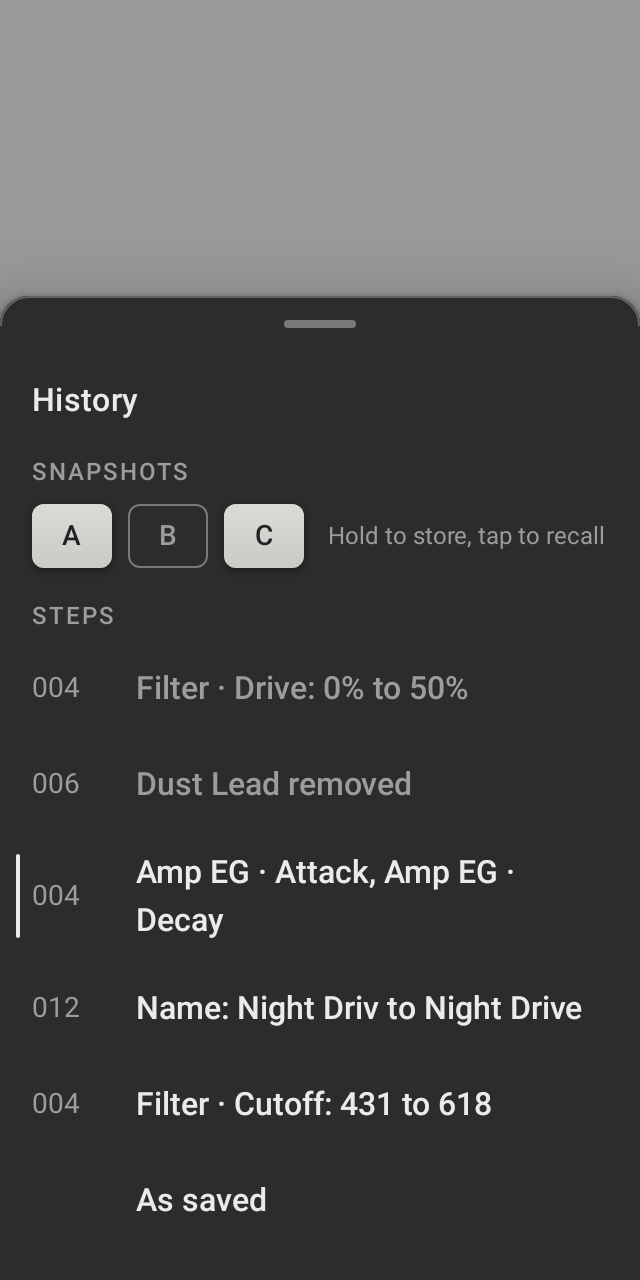 History
SNAPSHOTS
A B C Hold to store, tap to recall
STEPS
004 Filter · Drive: 0% to 50%
006 Dust Lead removed
004 Amp EG · Attack, Amp EG ·
Decay
012 Name: Night Driv to Night Drive
004 Filter · Cutoff: 431 to 618
As saved